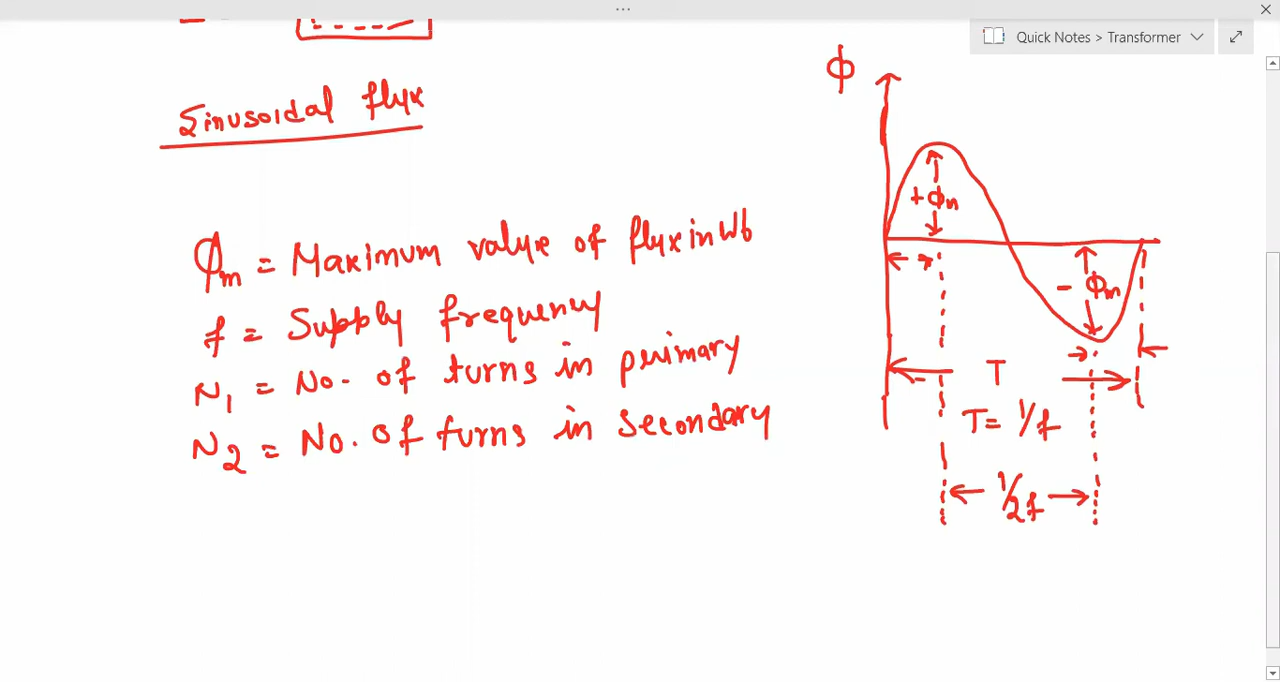 Quick Notes > Transformer
Sinusoidal flux
ϕm = Maximum value of flux in Wb
f = Supply frequency
N1 = No. of turns in primary
N2 = No. of turns in secondary
ϕ
+ϕm
-ϕm
T
T= 1/f
1/2f